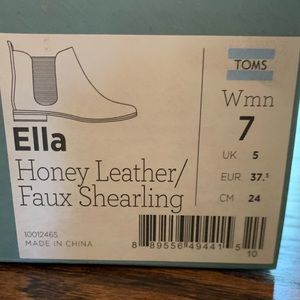 TOMS
Wmn
7
UK 5
EUR 37.5
CM 24
Ella
Honey Leather/
Faux Shearling
10012465
MADE IN CHINA
8 89556 49441 5
10